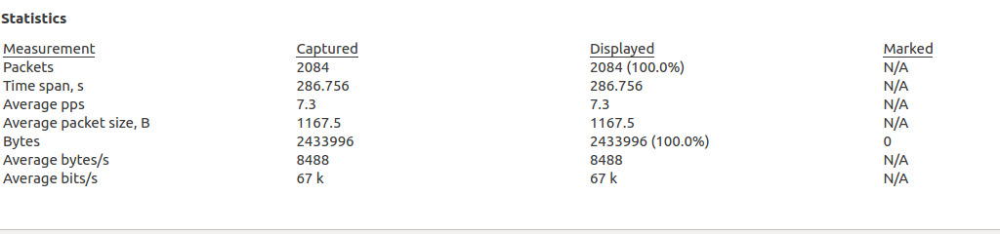 Statistics
Measurement Captured Displayed Marked
Packets 2084 2084 (100.0%) N/A
Time span, s 286.756 286.756 N/A
Average pps 7.3 7.3 N/A
Average packet size, B 1167.5 1167.5 N/A
Bytes 2433996 2433996 (100.0%) 0
Average bytes/s 8488 8488 N/A
Average bits/s 67 k 67 k N/A